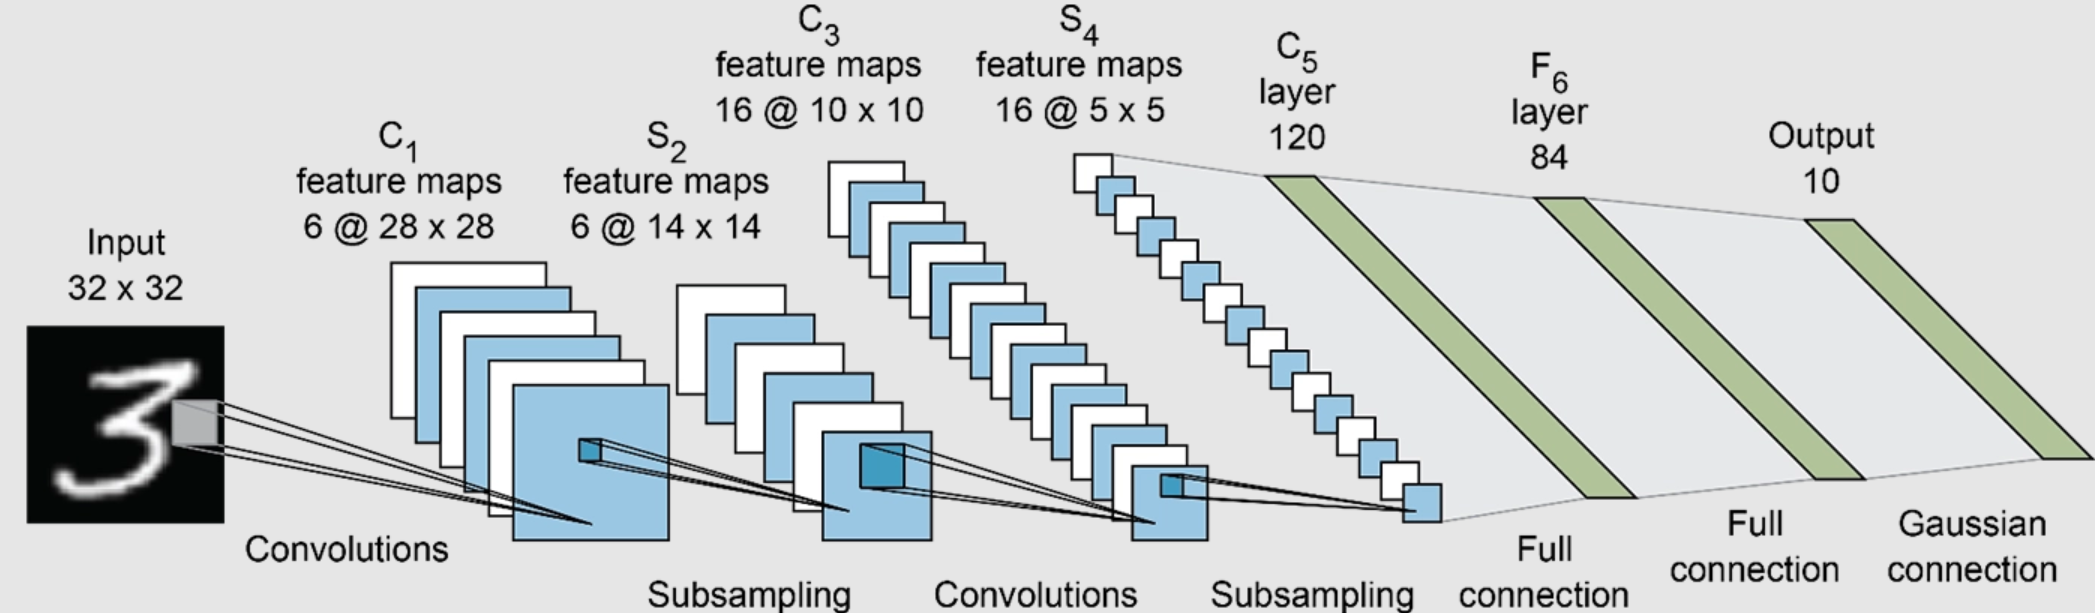 Input
32 x 32
C1
feature maps
6 @ 28 x 28
S2
feature maps
6 @ 14 x 14
C3
feature maps
16 @ 10 x 10
S4
feature maps
16 @ 5 x 5
C5
layer
120
F6
layer
84
Output
10
3
Convolutions
Subsampling
Convolutions
Subsampling
Full
connection
Full
connection
Gaussian
connection